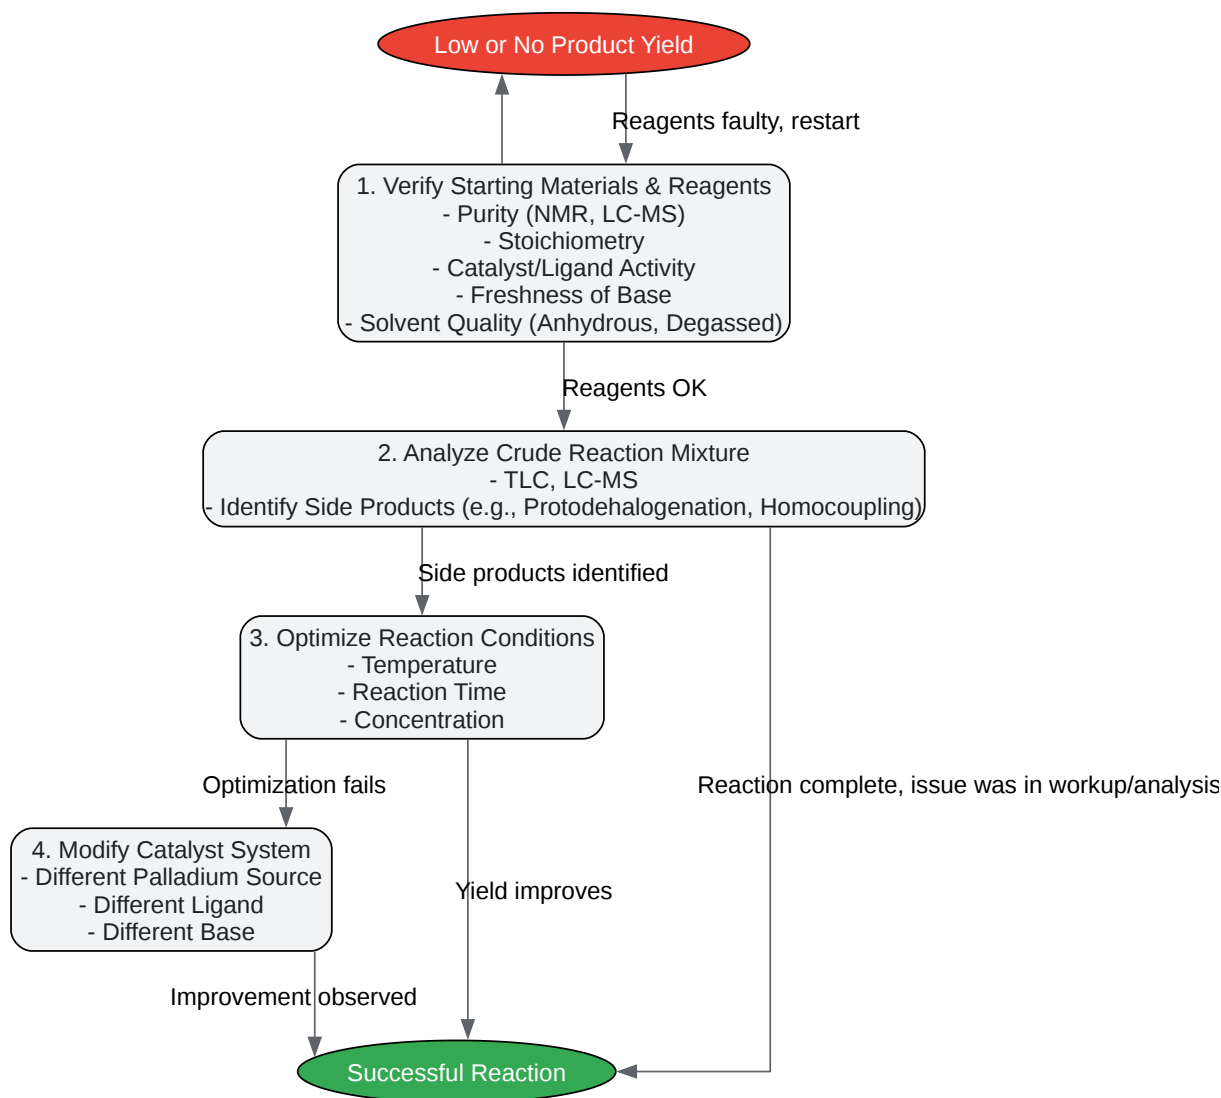 Low or No Product Yield
Reagents faulty, restart
1. Verify Starting Materials & Reagents
- Purity (NMR, LC-MS)
- Stoichiometry
- Catalyst/Ligand Activity
- Freshness of Base
- Solvent Quality (Anhydrous, Degassed)
Reagents OK
2. Analyze Crude Reaction Mixture
- TLC, LC-MS
- Identify Side Products (e.g., Protodehalogenation, Homocoupling)
Side products identified
3. Optimize Reaction Conditions
- Temperature
- Reaction Time
- Concentration
Optimization fails
Reaction complete, issue was in workup/analysis
4. Modify Catalyst System
- Different Palladium Source
- Different Ligand
- Different Base
Yield improves
Improvement observed
Successful Reaction